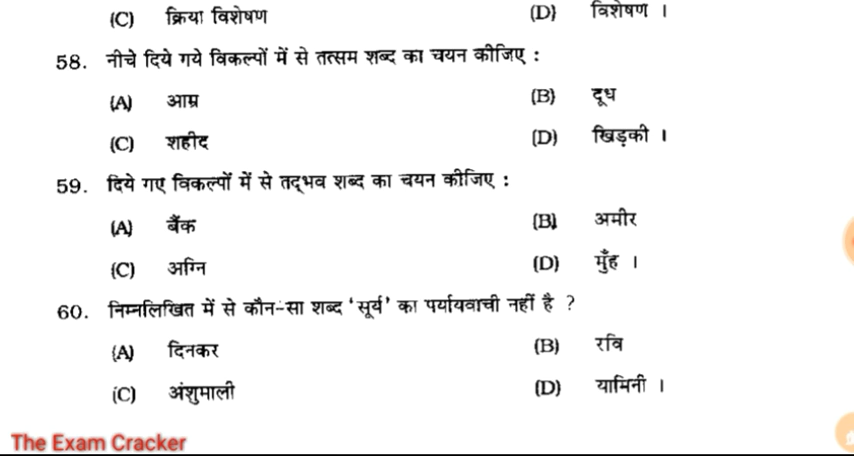 (C) क्रिया विशेषण (D) विशेषण ।
58. नीचे दिये गये विकल्पों में से तत्सम शब्द का चयन कीजिए :
(A) आम्र (B) दूध
(C) शहीद (D) खिड़की ।
59. दिये गए विकल्पों में से तद्भव शब्द का चयन कीजिए :
(A) बैंक (B) अमीर
(C) अग्नि (D) मुँह ।
60. निम्नलिखित में से कौन-सा शब्द ‘सूर्य’ का पर्यायवाची नहीं है ?
(A) दिनकर (B) रवि
(C) अंशुमाली (D) यामिनी ।
The Exam Cracker